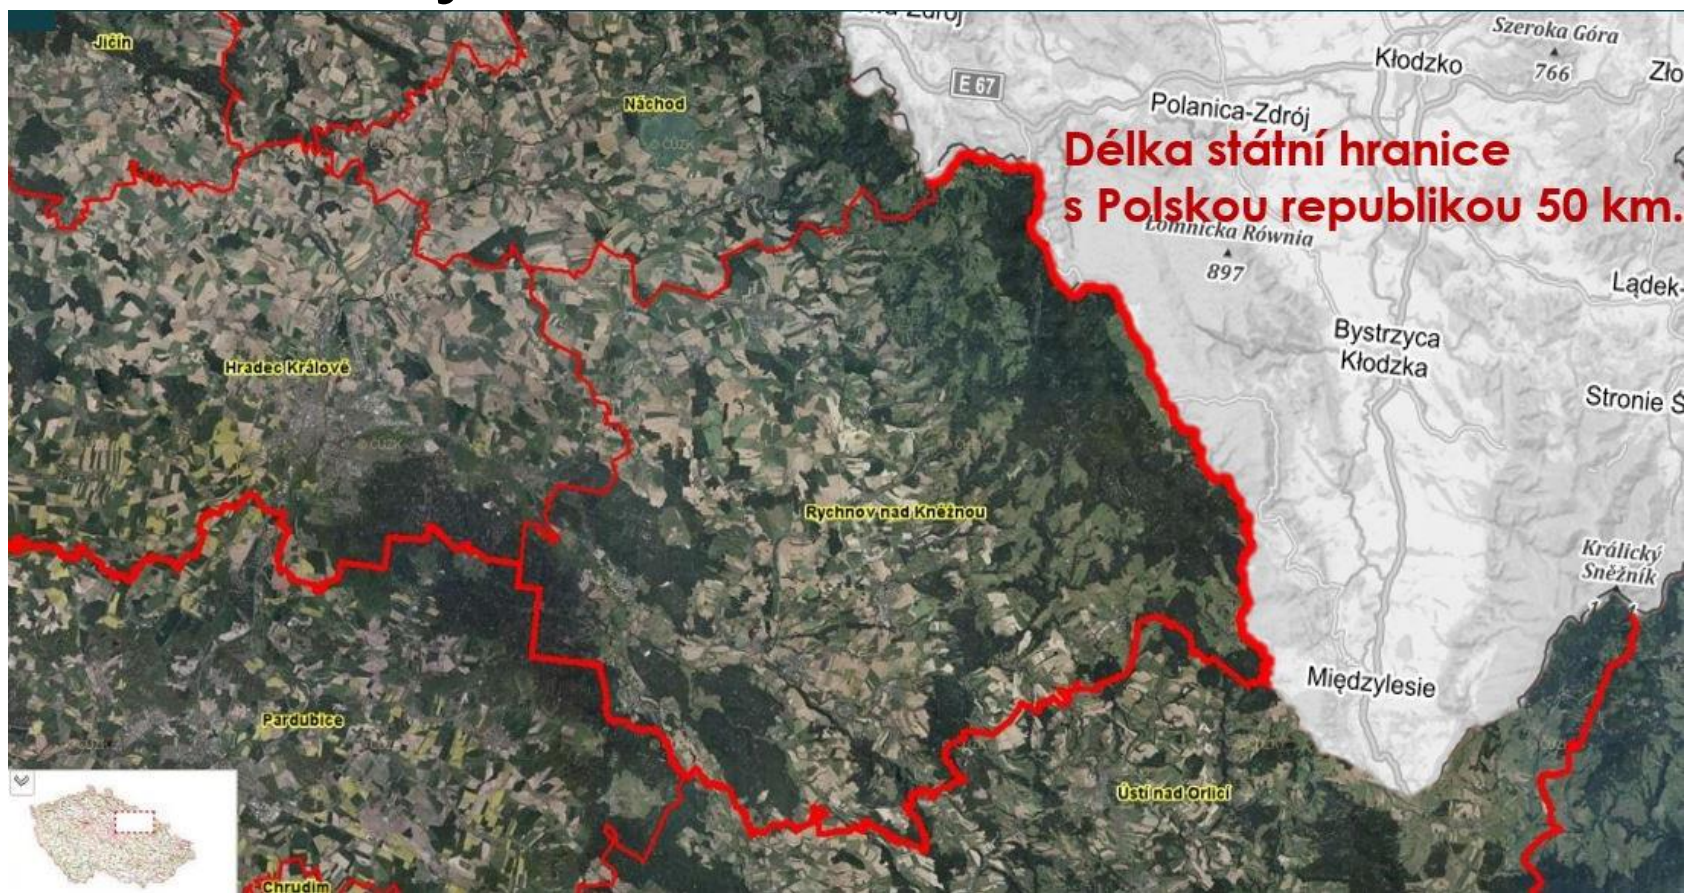 Jičín
Náchod
© ČÚZK
E 67
Kłodzko
Szeroka Góra
766
Polanica-Zdrój
Délka státní hranice
s Polskou republikou 50 km.
Łomnicka Równia
897
Lądek-
Bystrzyca
Kłodzka
Stronie Ś
Hradec Králové
Rychnov nad Kněžnou
Králický
Sněžník
Międzylesie
Pardubice
Ústí nad Orlicí
Chrudim